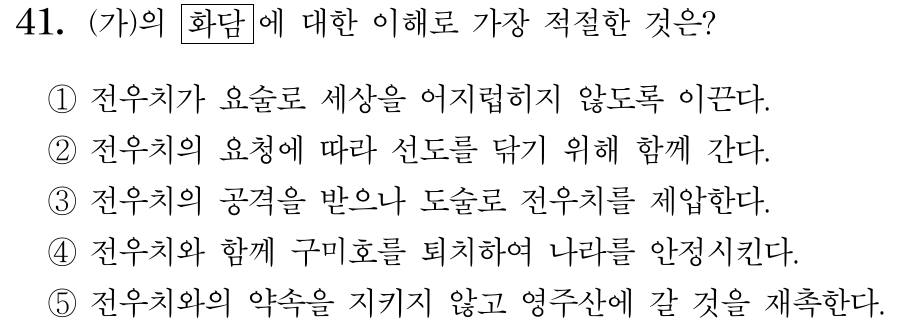 41. (가)의 화담에 대한 이해로 가장 적절한 것은?
① 전우치가 요술로 세상을 어지럽히지 않도록 이끈다.
② 전우치의 요청에 따라 선도를 닦기 위해 함께 간다.
③ 전우치의 공격을 받으나 도술로 전우치를 제압한다.
④ 전우치와 함께 구미호를 퇴치하여 나라를 안정시킨다.
⑤ 전우치와의 약속을 지키지 않고 영주산에 갈 것을 재촉한다.